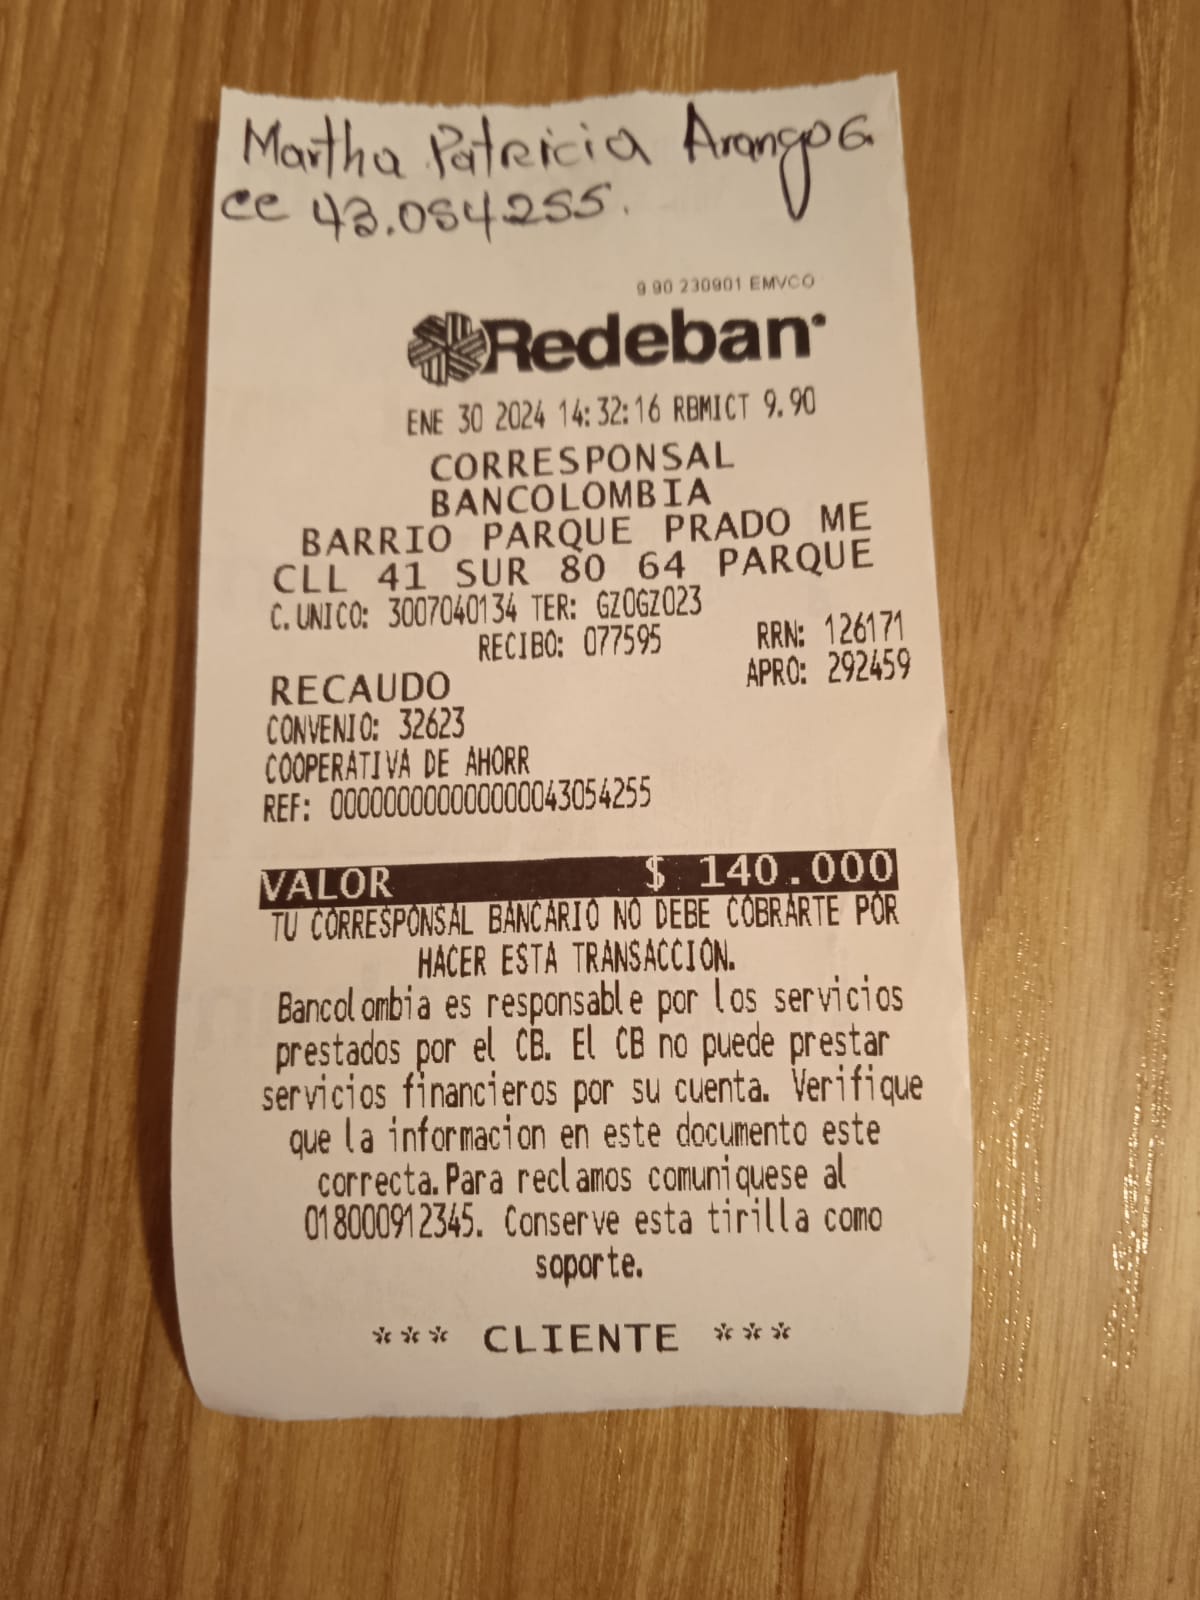 Martha Patricia Arango G.
cc 43.054255.
9.90 230901 EMVCO
Redeban
ENE 30 2024 14:32:16 RBMICT 9.90
CORRESPONSAL
BANCOLOMBIA
BARRIO PARQUE PRADO ME
CLL 41 SUR 80 64 PARQUE
C.UNICO: 3007040134 TER: GZ0GZ023
RECIBO: 077595 RRN: 126171
RECAUDO APRO: 292459
CONVENIO: 32623
COOPERATIVA DE AHORR
REF: 000000000000000043054255
VALOR $ 140.000
TU CORRESPONSAL BANCARIO NO DEBE COBRARTE POR
HACER ESTA TRANSACCION.
Bancolombia es responsable por los servicios
prestados por el CB. El CB no puede prestar
servicios financieros por su cuenta. Verifique
que la informacion en este documento este
correcta.Para reclamos comuniquese al
018000912345. Conserve esta tirilla como
soporte.
*** CLIENTE ***